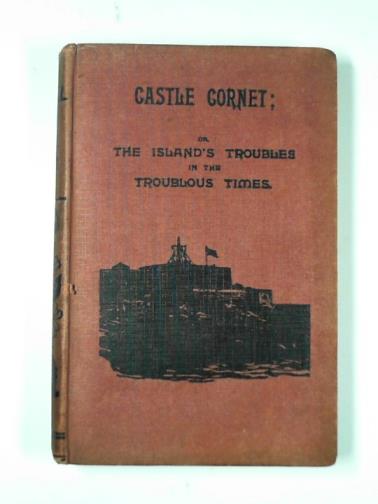 CASTLE CORNET;
OR,
THE ISLAND'S TROUBLES
IN THE
TROUBLOUS TIMES.